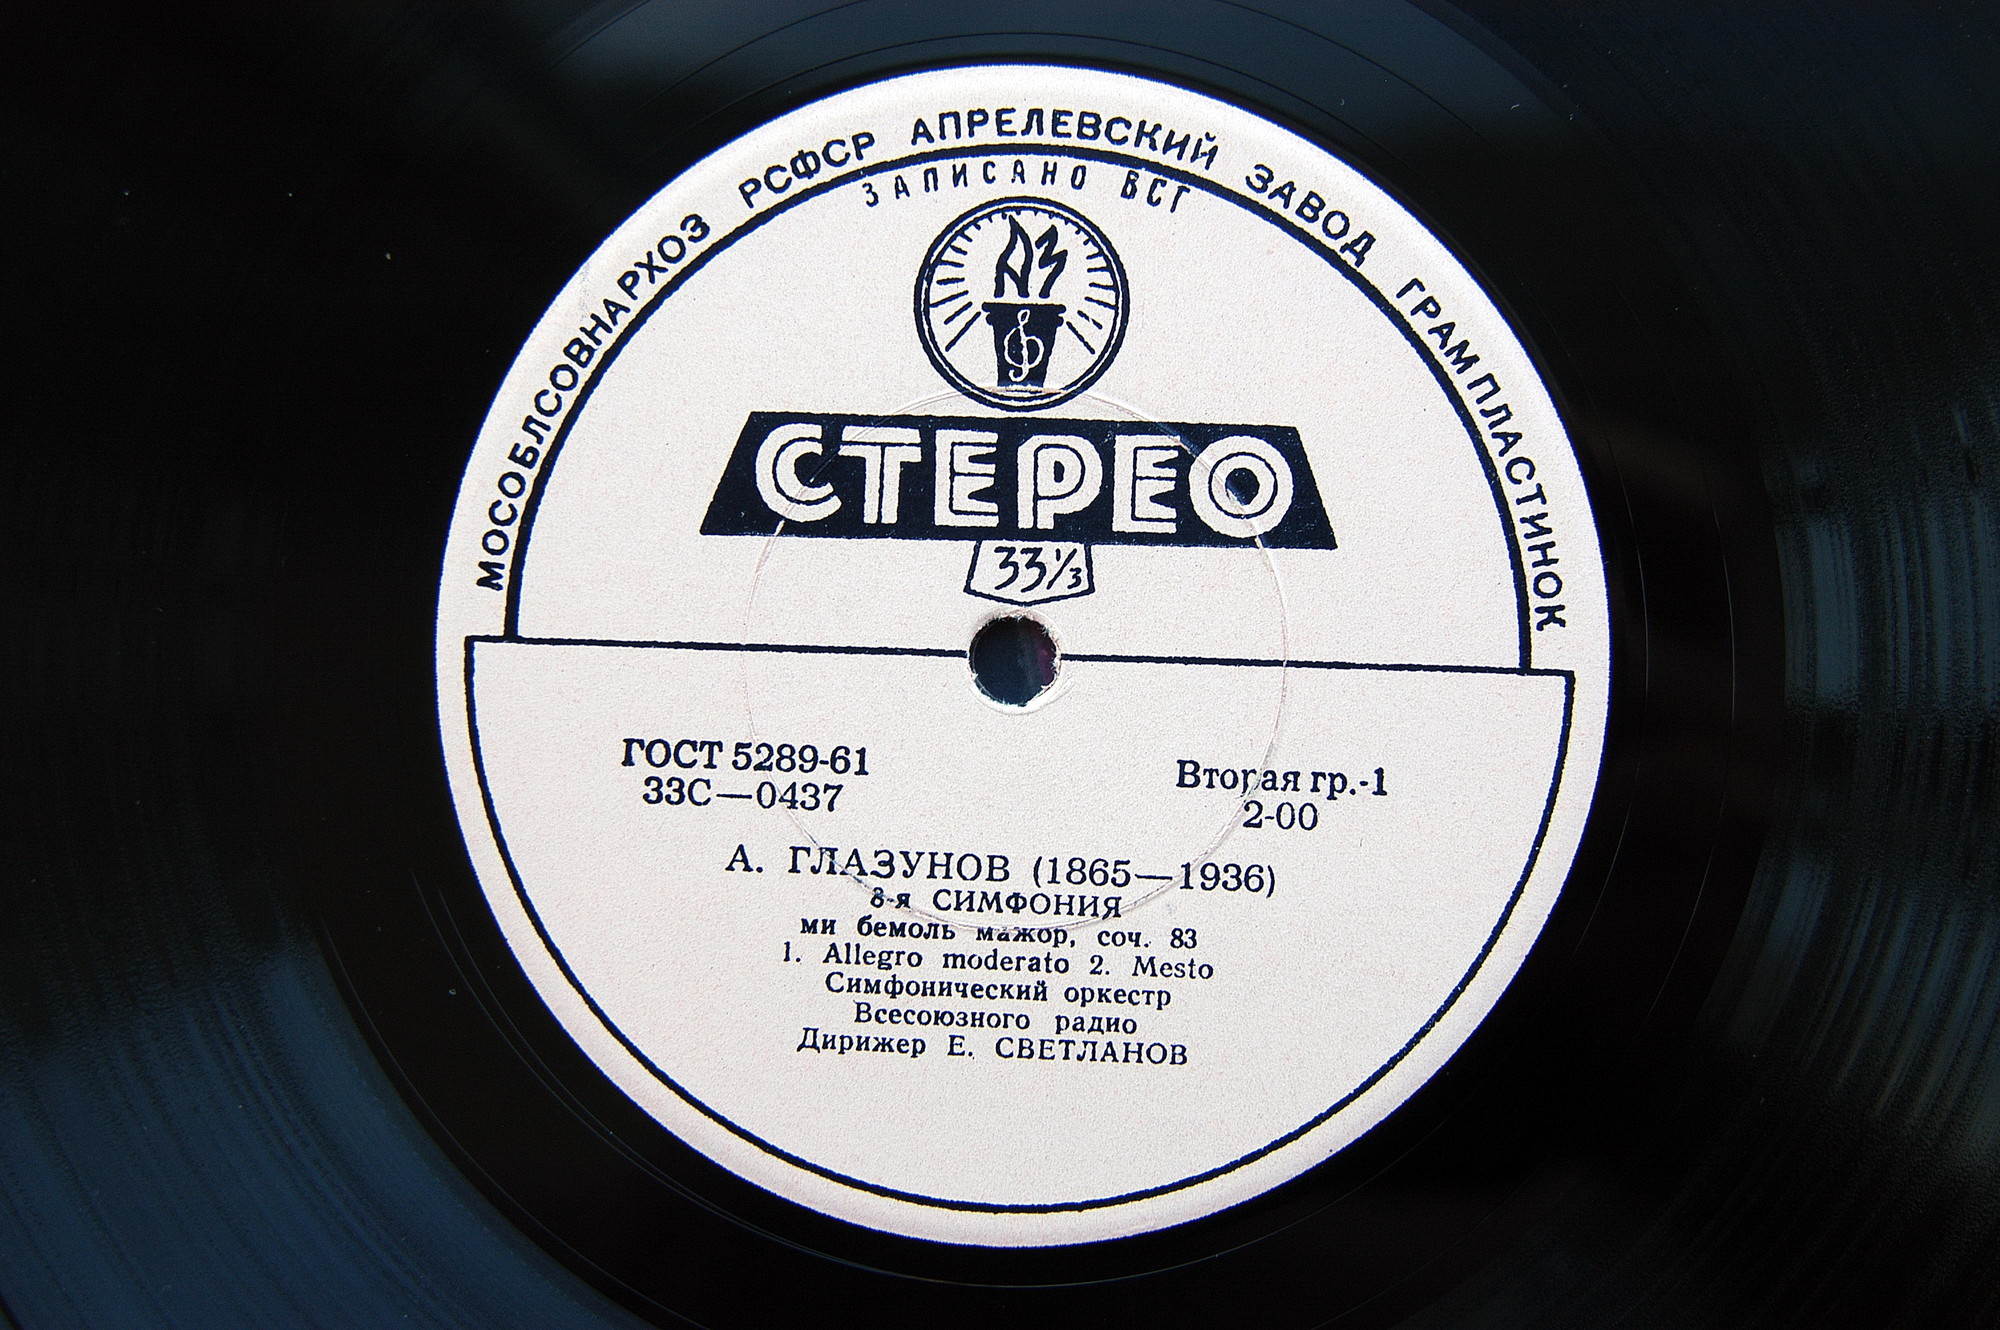 МОСОБЛСОВНАРХОЗ РСФСР АПРЕЛЕВСКИЙ ЗАВОД ГРАМПЛАСТИНОК
ЗАПИСАНО ВСГ
АЗ
СТЕРЕО
33⅓
ГОСТ 5289-61
33С—0437
Вторая гр.-1
2-00
А. ГЛАЗУНОВ (1865—1936)
8-я СИМФОНИЯ
ми бемоль мажор, соч. 83
1. Allegro moderato 2. Mesto
Симфонический оркестр
Всесоюзного радио
Дирижер Е. СВЕТЛАНОВ